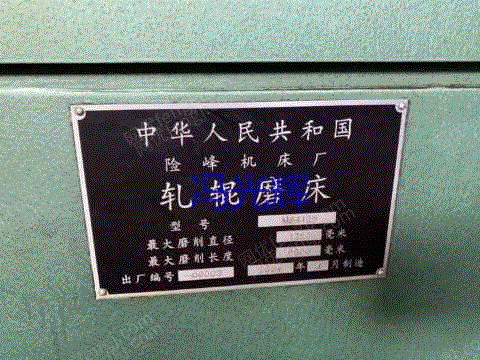 中华人民共和国
险峰机床厂
轧辊磨床
型号
最大磨削直径 毫米
最大磨削长度 毫米
出厂编号 年 月制造